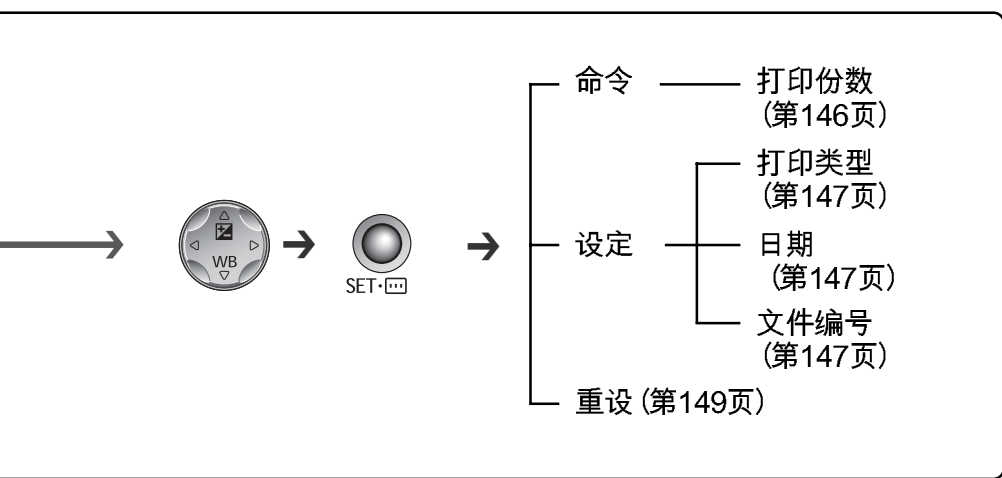 命令
打印份数
(第146页)
打印类型
(第147页)
WB
SET·
设定
日期
(第147页)
文件编号
(第147页)
重设 (第149页)